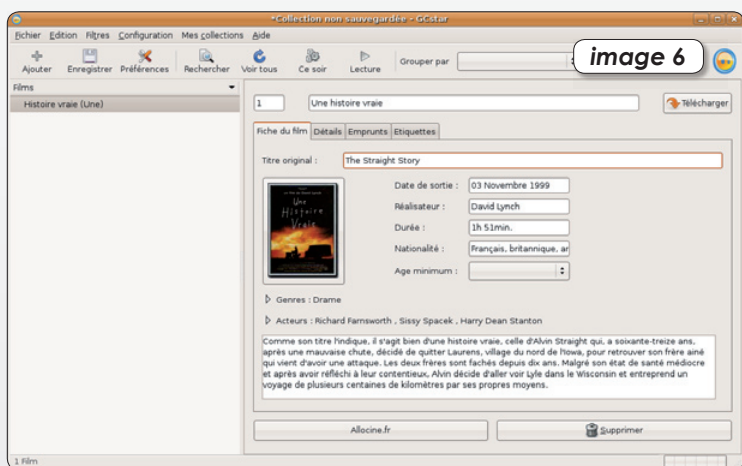 *Collection non sauvegardée - GCstar
Fichier Edition Filtres Configuration Mes collections Aide
Ajouter Enregistrer Préférences Rechercher Voir tous Ce soir Lecture Grouper par
image 6
Films
Histoire vraie (Une)
1 Une histoire vraie Télécharger
Fiche du film Détails Emprunts Etiquettes
Titre original : The Straight Story
Une
Histoire
Vraie
Date de sortie : 03 Novembre 1999
Réalisateur : David Lynch
Durée : 1h 51min.
Nationalité : Français, britannique, ar
Age minimum :
Genres : Drame
Acteurs : Richard Farnsworth , Sissy Spacek , Harry Dean Stanton
Comme son titre l'indique, il s'agit bien d'une histoire vraie, celle d'Alvin Straight qui, a soixante-treize ans,
après une mauvaise chute, décidé de quitter Laurens, village du nord de l'Iowa, pour retrouver son frère ainé
qui vient d'avoir une attaque. Les deux frères sont fachés depuis dix ans. Malgré son état de santé médiocre
et après avoir réfléchi à leur contentieux, Alvin décide d'aller voir Lyle dans le Wisconsin et entreprend un
voyage de plusieurs centaines de kilomètres par ses propres moyens.
Allocine.fr Supprimer
1 Film